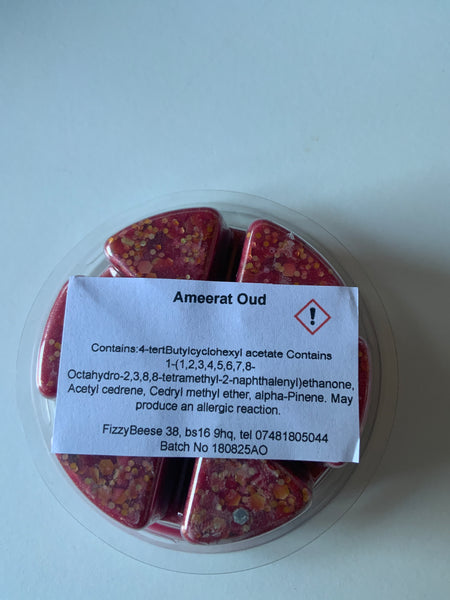 Ameerat Oud
Contains:4-tertButylcyclohexyl acetate Contains
1-(1,2,3,4,5,6,7,8-
Octahydro-2,3,8,8-tetramethyl-2-naphthalenyl)ethanone,
Acetyl cedrene, Cedryl methyl ether, alpha-Pinene. May
produce an allergic reaction.
FizzyBeese 38, bs16 9hq, tel 07481805044
Batch No 180825AO